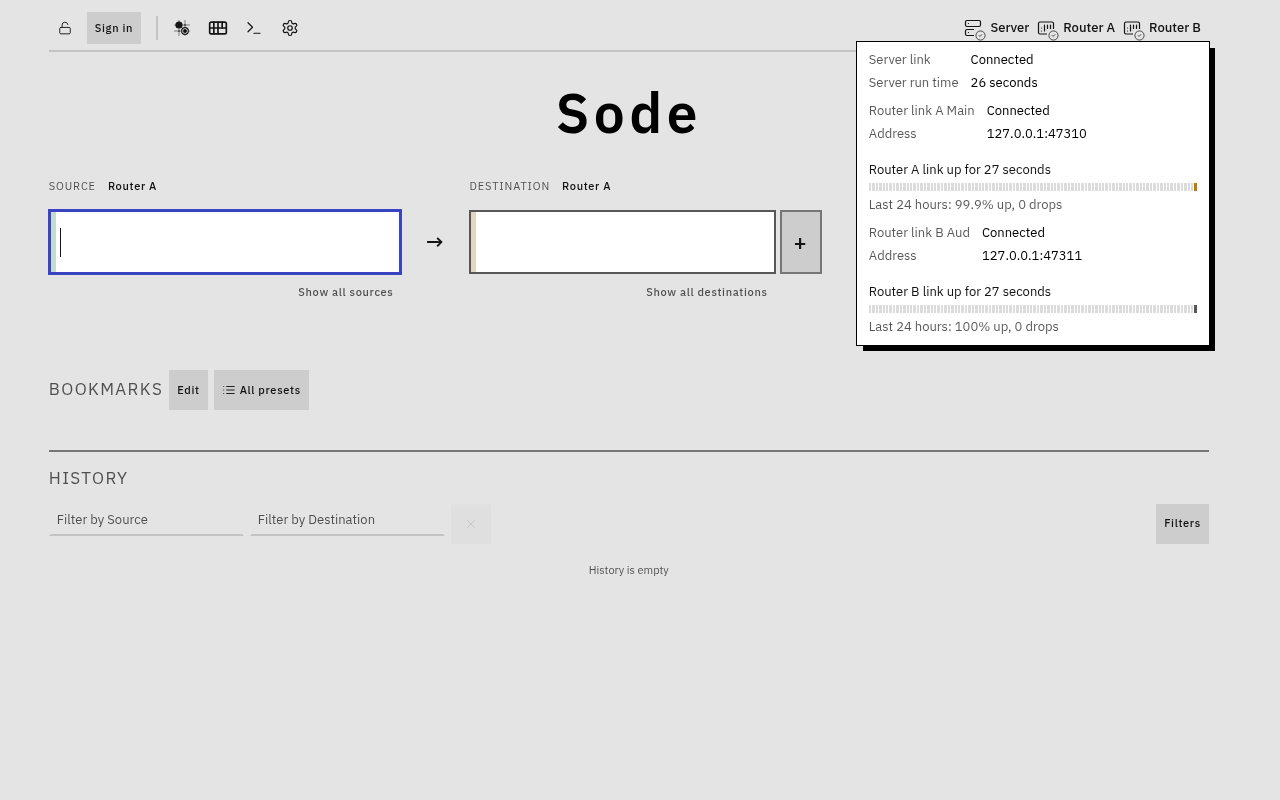 Sign in
Server Router A Router B
Server link Connected
Server run time 26 seconds
Router link A Main Connected
Address 127.0.0.1:47310
Router A link up for 27 seconds
Last 24 hours: 99.9% up, 0 drops
Router link B Aud Connected
Address 127.0.0.1:47311
Router B link up for 27 seconds
Last 24 hours: 100% up, 0 drops
Sode
SOURCE Router A
DESTINATION Router A
→
+
Show all sources
Show all destinations
BOOKMARKS Edit All presets
HISTORY
Filter by Source Filter by Destination Filters
History is empty